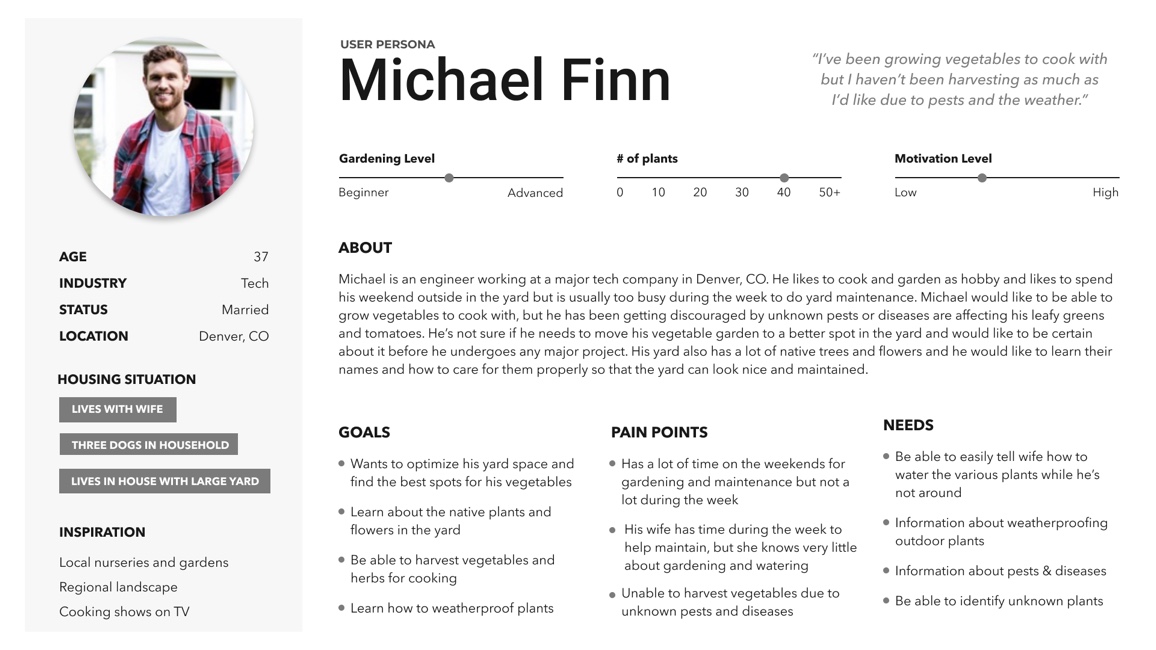 USER PERSONA
Michael Finn
“I’ve been growing vegetables to cook with
but I haven’t been harvesting as much as
I’d like due to pests and the weather.”
Gardening Level
Beginner Advanced
# of plants
0 10 20 30 40 50+
Motivation Level
Low High
AGE 37
INDUSTRY Tech
STATUS Married
LOCATION Denver, CO
HOUSING SITUATION
LIVES WITH WIFE
THREE DOGS IN HOUSEHOLD
LIVES IN HOUSE WITH LARGE YARD
INSPIRATION
Local nurseries and gardens
Regional landscape
Cooking shows on TV
ABOUT
Michael is an engineer working at a major tech company in Denver, CO. He likes to cook and garden as hobby and likes to spend
his weekend outside in the yard but is usually too busy during the week to do yard maintenance. Michael would like to be able to
grow vegetables to cook with, but he has been getting discouraged by unknown pests or diseases are affecting his leafy greens
and tomatoes. He’s not sure if he needs to move his vegetable garden to a better spot in the yard and would like to be certain
about it before he undergoes any major project. His yard also has a lot of native trees and flowers and he would like to learn their
names and how to care for them properly so that the yard can look nice and maintained.
GOALS
Wants to optimize his yard space and
find the best spots for his vegetables
Learn about the native plants and
flowers in the yard
Be able to harvest vegetables and
herbs for cooking
Learn how to weatherproof plants
PAIN POINTS
Has a lot of time on the weekends for
gardening and maintenance but not a
lot during the week
His wife has time during the week to
help maintain, but she knows very little
about gardening and watering
Unable to harvest vegetables due to
unknown pests and diseases
NEEDS
Be able to easily tell wife how to
water the various plants while he’s
not around
Information about weatherproofing
outdoor plants
Information about pests & diseases
Be able to identify unknown plants